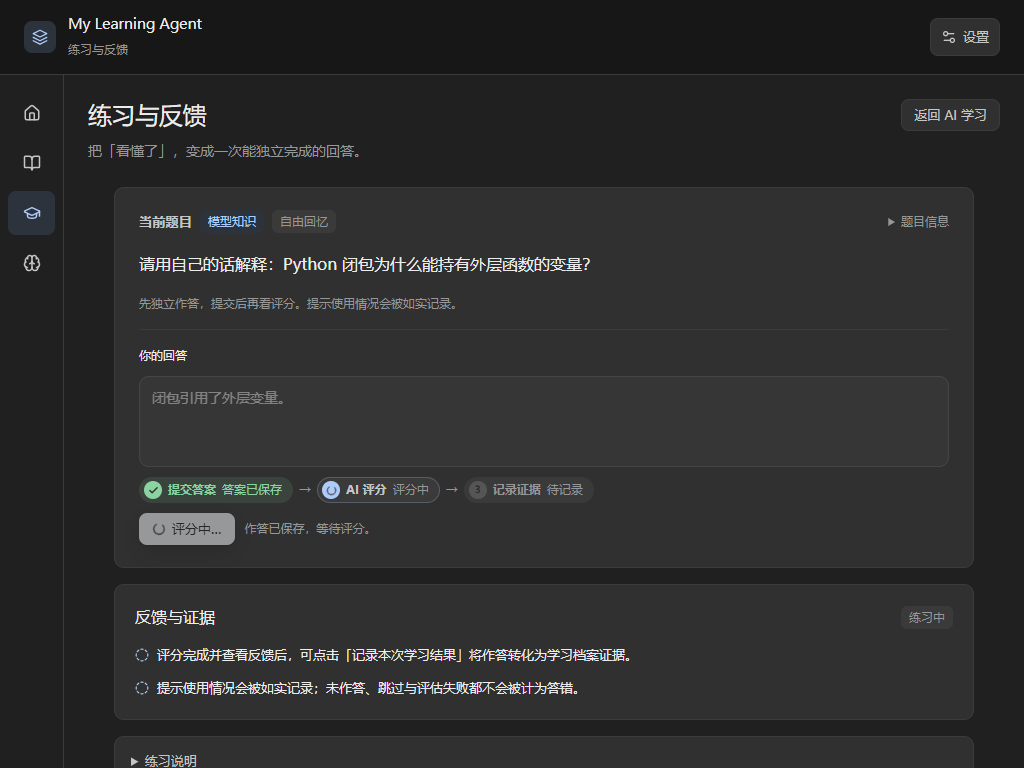 My Learning Agent
练习与反馈
设置
练习与反馈
返回 AI 学习
把「看懂了」，变成一次能独立完成的回答。
当前题目 模型知识 自由回忆
题目信息
请用自己的话解释：Python 闭包为什么能持有外层函数的变量？
先独立作答，提交后再看评分。提示使用情况会被如实记录。
你的回答
闭包引用了外层变量。
提交答案 答案已保存 → AI 评分 评分中 → 3 记录证据 待记录
评分中... 作答已保存，等待评分。
反馈与证据
练习中
评分完成并查看反馈后，可点击「记录本次学习结果」将作答转化为学习档案证据。
提示使用情况会被如实记录；未作答、跳过与评估失败都不会被计为答错。
练习说明